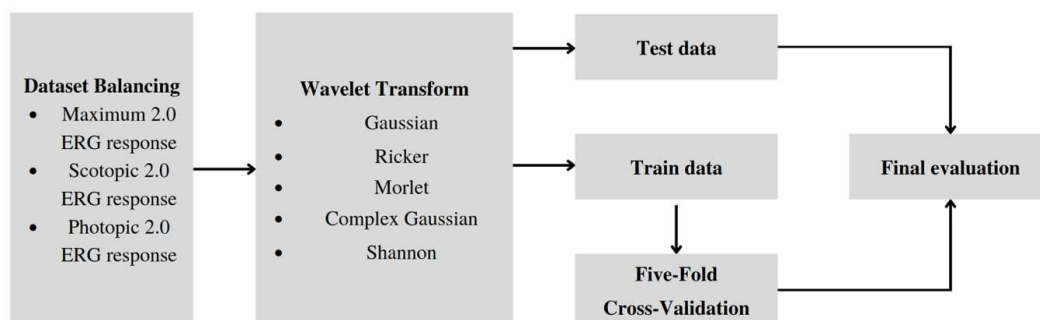 Dataset Balancing
• Maximum 2.0
ERG response
• Scotopic 2.0
ERG response
• Photopic 2.0
ERG response
Wavelet Transform
• Gaussian
• Ricker
• Morlet
• Complex Gaussian
• Shannon
Test data
Train data
Five-Fold
Cross-Validation
Final evaluation